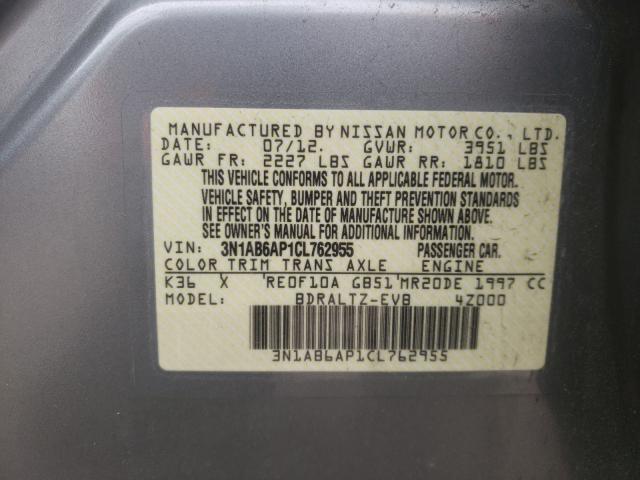 MANUFACTURED BY NISSAN MOTOR CO., LTD.
DATE: 07/12. GVWR: 3951 LBS
GAWR FR: 2227 LBS GAWR RR: 1810 LBS
THIS VEHICLE CONFORMS TO ALL APPLICABLE FEDERAL MOTOR.
VEHICLE SAFETY, BUMPER AND THEFT PREVENTION STANDARDS
IN EFFECT ON THE DATE OF MANUFACTURE SHOWN ABOVE.
SEE OWNER'S MANUAL FOR ADDITIONAL INFORMATION.
VIN: 3N1AB6AP1CL762955 PASSENGER CAR.
COLOR TRIM TRANS AXLE ENGINE
K36 X 'RE0F10A GB51'MR20DE 1997 CC
MODEL: BDRALTZ-EVB 4Z000
3N1AB6AP1CL762955